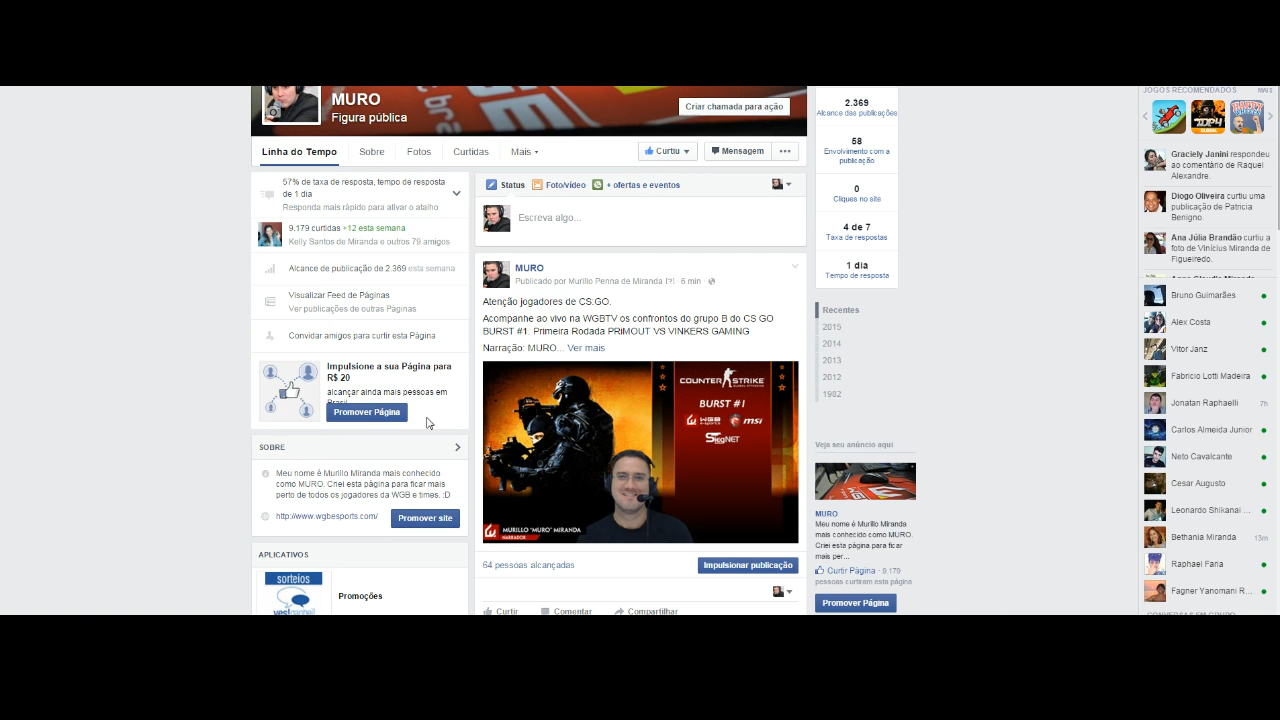 MURO
Figura pública
Criar chamada para ação
Linha do Tempo
Sobre
Fotos
Curtidas
Mais
Curtiu
Mensagem
57% de taxa de resposta, tempo de resposta
de 1 dia
Responda mais rápido para ativar o atalho
9.179 curtidas +12 esta semana
Kelly Santos de Miranda e outros 79 amigos
Alcance de publicação de 2.369 esta semana
Visualizar Feed de Páginas
Ver publicações de outras Páginas
Convidar amigos para curtir esta Página
Impulsione a sua Página para
R$ 20
alcançar ainda mais pessoas em
Brasil
Promover Página
SOBRE
Meu nome é Murillo Miranda mais conhecido
como MURO. Criei esta página para ficar mais
perto de todos os jogadores da WGB e times. :D
http://www.wgbesports.com/
Promover site
APLICATIVOS
sorteios
Promoções
Status
Foto/vídeo
+ ofertas e eventos
Escreva algo...
MURO
Publicado por Murillo Penna de Miranda [?] · 6 min ·
Atenção jogadores de CS:GO.
Acompanhe ao vivo na WGBTV os confrontos do grupo B do CS GO
BURST #1. Primeira Rodada PRIMOUT VS VINKERS GAMING.
Narração: MURO... Ver mais
COUNTER STRIKE
BURST #1
WGB
msi
StegNET
MURILLO "MURO" MIRANDA
NARRADOR
64 pessoas alcançadas
Impulsionar publicação
Curtir
Comentar
Compartilhar
2.369
Alcance das publicações
58
Envolvimento com a
publicação
0
Cliques no site
4 de 7
Taxa de respostas
1 dia
Tempo de resposta
Recentes
2015
2014
2013
2012
1982
Veja seu anúncio aqui
MURO
Meu nome é Murillo Miranda
mais conhecido como MURO.
Criei esta página para ficar
mais per...
Curtir Página · 9.179
pessoas curtiram esta página
Promover Página
JOGOS RECOMENDADOS
MAIS
Graciely Janini respondeu
ao comentário de Raquel
Alexandre.
Diogo Oliveira curtiu uma
publicação de Patricia
Benigno.
Ana Júlia Brandão curtiu a
foto de Vinícius Miranda de
Figueiredo.
Bruno Guimarães
Alex Costa
Vitor Janz
Fabricio Lotti Madeira
Jonatan Raphaelli
7h
Carlos Almeida Junior
Neto Cavalcante
Cesar Augusto
Leonardo Shikanai ...
Bethania Miranda
13m
Raphael Faria
Fagner Yanomani R...
CONVERSAS EM GRUPO